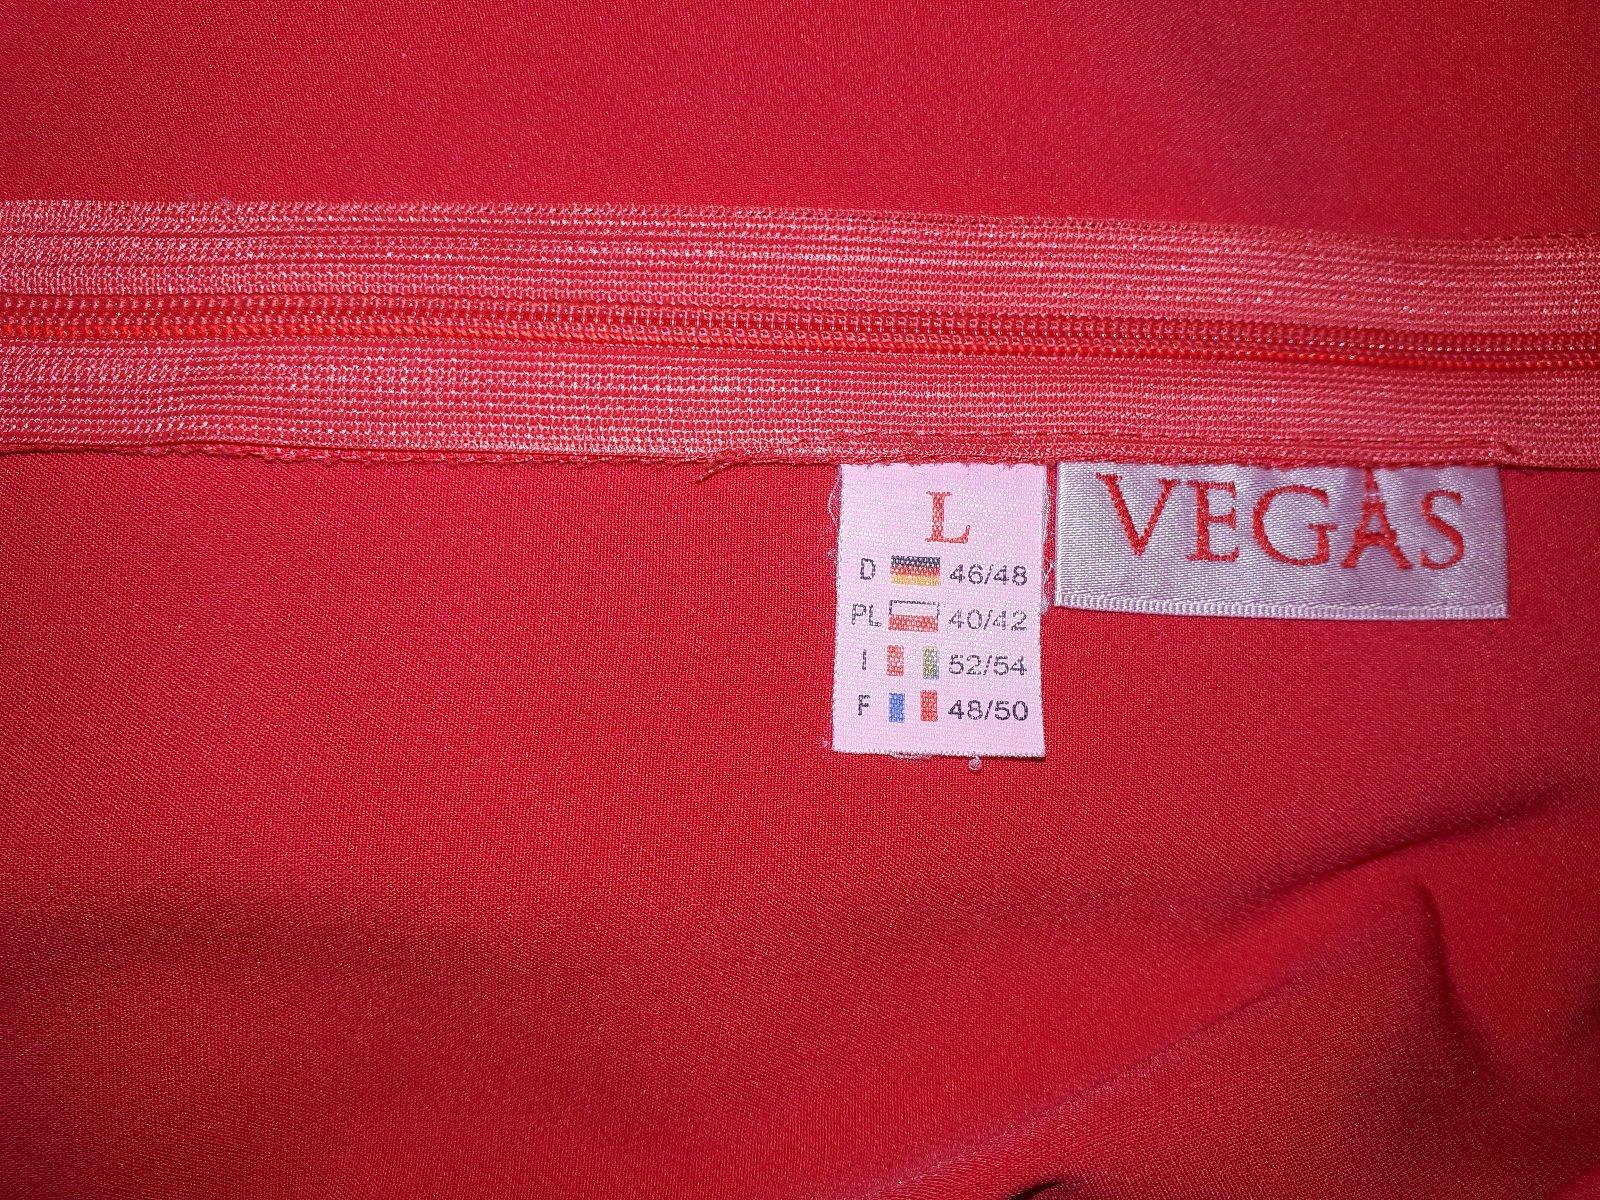 L
D 46/48
PL 40/42
I 52/54
F 48/50
VEGAS